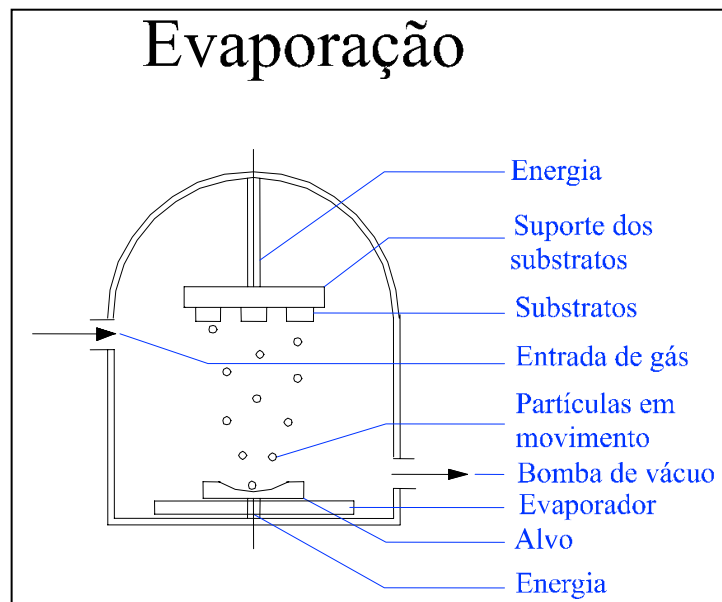 Evaporação
Energia
Suporte dos
substratos
Substratos
Entrada de gás
Partículas em
movimento
Bomba de vácuo
Evaporador
Alvo
Energia